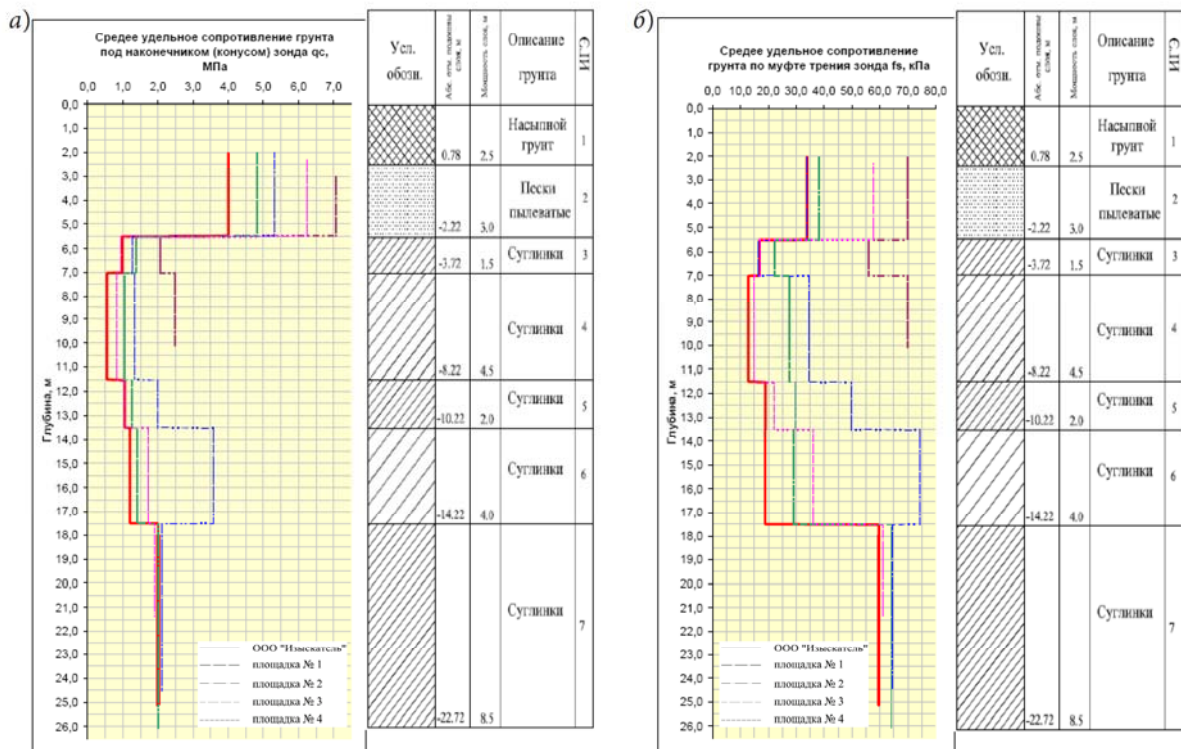 а)
Средее удельное сопротивление грунта
под наконечником (конусом) зонда qc,
МПа
0,0 1,0 2,0 3,0 4,0 5,0 6,0 7,0
0,0
1,0
2,0
3,0
4,0
5,0
6,0
7,0
8,0
9,0
10,0
11,0
12,0
13,0
14,0
15,0
16,0
17,0
18,0
19,0
20,0
21,0
22,0
23,0
24,0
25,0
26,0
Глубина, м
ООО "Изыскатель"
площадка № 1
площадка № 2
площадка № 3
площадка № 4
Усл.
обозн.
Абс. отм. подошвы
слоя, м
Мощность слоя, м
Описание
грунта
0.78 2.5 Насыпной
грунт 1
-2.22 3.0 Пески
пылеватые 2
-3.72 1.5 Суглинки 3
-8.22 4.5 Суглинки 4
-10.22 2.0 Суглинки 5
-14.22 4.0 Суглинки 6
-22.72 8.5 Суглинки 7
б)
Средее удельное сопротивление
грунта по муфте трения зонда fs, кПа
0,0 10,0 20,0 30,0 40,0 50,0 60,0 70,0 80,0
0,0
1,0
2,0
3,0
4,0
5,0
6,0
7,0
8,0
9,0
10,0
11,0
12,0
13,0
14,0
15,0
16,0
17,0
18,0
19,0
20,0
21,0
22,0
23,0
24,0
25,0
26,0
Глубина, м
ООО "Изыскатель"
площадка № 1
площадка № 2
площадка № 3
площадка № 4
Усл.
обозн.
Абс. отм. подошвы
слоя, м
Мощность слоя, м
Описание
грунта
0.78 2.5 Насыпной
грунт 1
-2.22 3.0 Пески
пылеватые 2
-3.72 1.5 Суглинки 3
-8.22 4.5 Суглинки 4
-10.22 2.0 Суглинки 5
-14.22 4.0 Суглинки 6
-22.72 8.5 Суглинки 7